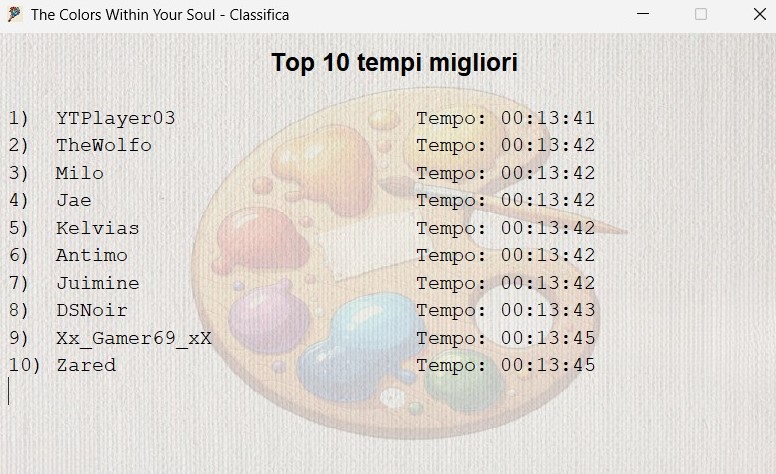 The Colors Within Your Soul - Classifica
Top 10 tempi migliori
1) YTPlayer03 Tempo: 00:13:41
2) TheWolfo Tempo: 00:13:42
3) Milo Tempo: 00:13:42
4) Jae Tempo: 00:13:42
5) Kelvias Tempo: 00:13:42
6) Antimo Tempo: 00:13:42
7) Juimine Tempo: 00:13:42
8) DSNoir Tempo: 00:13:43
9) Xx_Gamer69_xX Tempo: 00:13:45
10) Zared Tempo: 00:13:45